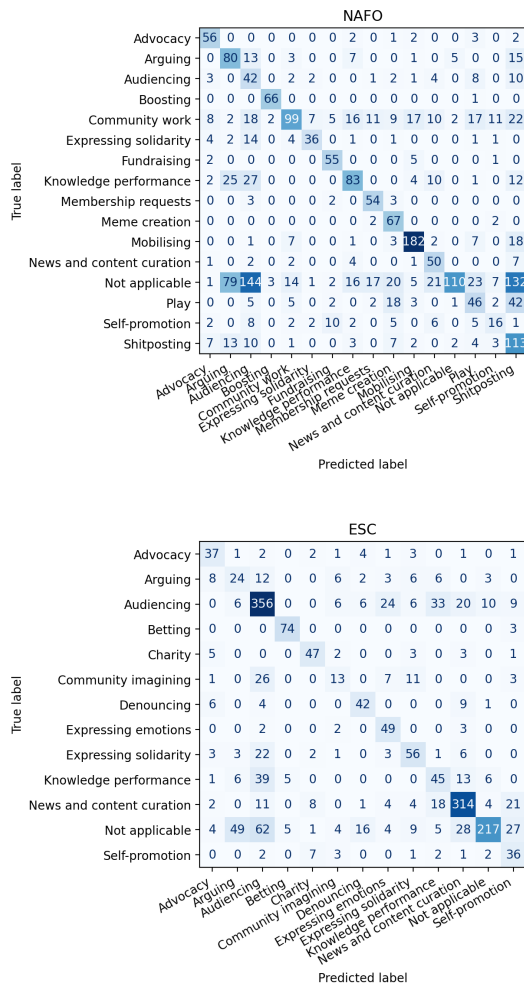 NAFO
True label
Advocacy 56 0 0 0 0 0 0 2 0 1 2 0 0 2 0 2
Arguing 0 80 13 0 3 0 0 7 0 0 1 0 5 0 0 15
Audiencing 3 0 42 0 2 2 0 0 1 2 1 4 0 8 0 10
Boosting 0 0 0 66 0 0 0 0 0 0 0 0 0 1 0 0
Community work 8 2 18 2 99 7 5 16 11 9 17 10 2 17 11 22
Expressing solidarity 4 2 14 0 4 36 0 1 0 1 0 0 0 1 1 0
Fundraising 2 0 0 0 0 0 55 0 0 0 5 0 0 0 1 0
Knowledge performance 2 25 27 0 0 0 0 83 0 0 4 10 0 1 0 12
Membership requests 0 0 3 0 0 0 2 0 54 3 0 0 0 0 0 0
Meme creation 0 0 0 0 0 0 0 0 2 67 0 0 0 0 2 0
Mobilising 0 0 1 0 7 0 0 1 0 3 182 2 0 7 0 18
News and content curation 1 0 2 0 0 0 0 4 0 0 1 50 0 0 0 7
Not applicable 1 79 144 3 14 1 2 16 17 20 5 21 110 23 7 132
Play 0 0 5 0 5 0 2 0 2 18 3 0 1 46 2 42
Self-promotion 2 0 8 0 2 2 10 2 0 5 0 6 0 5 16 1
Shitposting 7 13 10 0 1 0 0 3 0 7 2 0 2 4 3 113
Advocacy
Arguing
Audiencing
Boosting
Community work
Expressing solidarity
Fundraising
Knowledge performance
Membership requests
Meme creation
Mobilising
News and content curation
Not applicable
Play
Self-promotion
Shitposting
Predicted label
ESC
True label
Advocacy 37 1 2 0 2 1 4 1 3 0 1 0 1
Arguing 8 24 12 0 0 6 2 3 6 6 0 3 0
Audiencing 0 6 356 0 0 6 6 24 6 33 20 10 9
Betting 0 0 0 74 0 0 0 0 0 0 0 0 3
Charity 5 0 0 0 47 2 0 0 3 0 3 0 1
Community imagining 1 0 26 0 0 13 0 7 11 0 0 0 3
Denouncing 6 0 4 0 0 0 42 0 0 0 9 1 0
Expressing emotions 0 0 2 0 0 2 0 49 0 0 3 0 0
Expressing solidarity 3 3 22 0 2 1 0 3 56 1 6 0 0
Knowledge performance 1 6 39 5 0 0 0 0 0 45 13 6 0
News and content curation 2 0 11 0 8 0 1 4 4 18 314 4 21
Not applicable 4 49 62 5 1 4 16 4 9 5 28 217 27
Self-promotion 0 0 2 0 7 3 0 0 2 1 1 2 36
Advocacy
Arguing
Audiencing
Betting
Charity
Community imagining
Denouncing
Expressing emotions
Expressing solidarity
Knowledge performance
News and content curation
Not applicable
Self-promotion
Predicted label